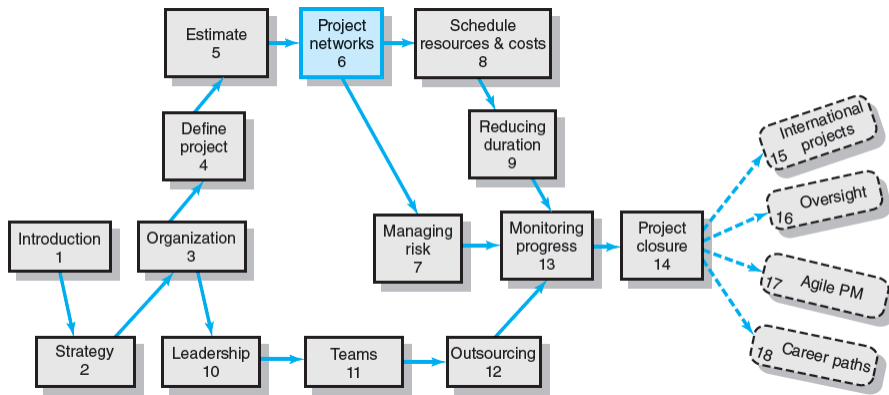 Estimate
5
Project
networks
6
Schedule
resources & costs
8
Define
project
4
Reducing
duration
9
International
projects
15
Oversight
16
Introduction
1
Organization
3
Managing
risk
7
Monitoring
progress
13
Project
closure
14
Agile PM
17
Strategy
2
Leadership
10
Teams
11
Outsourcing
12
Career paths
18